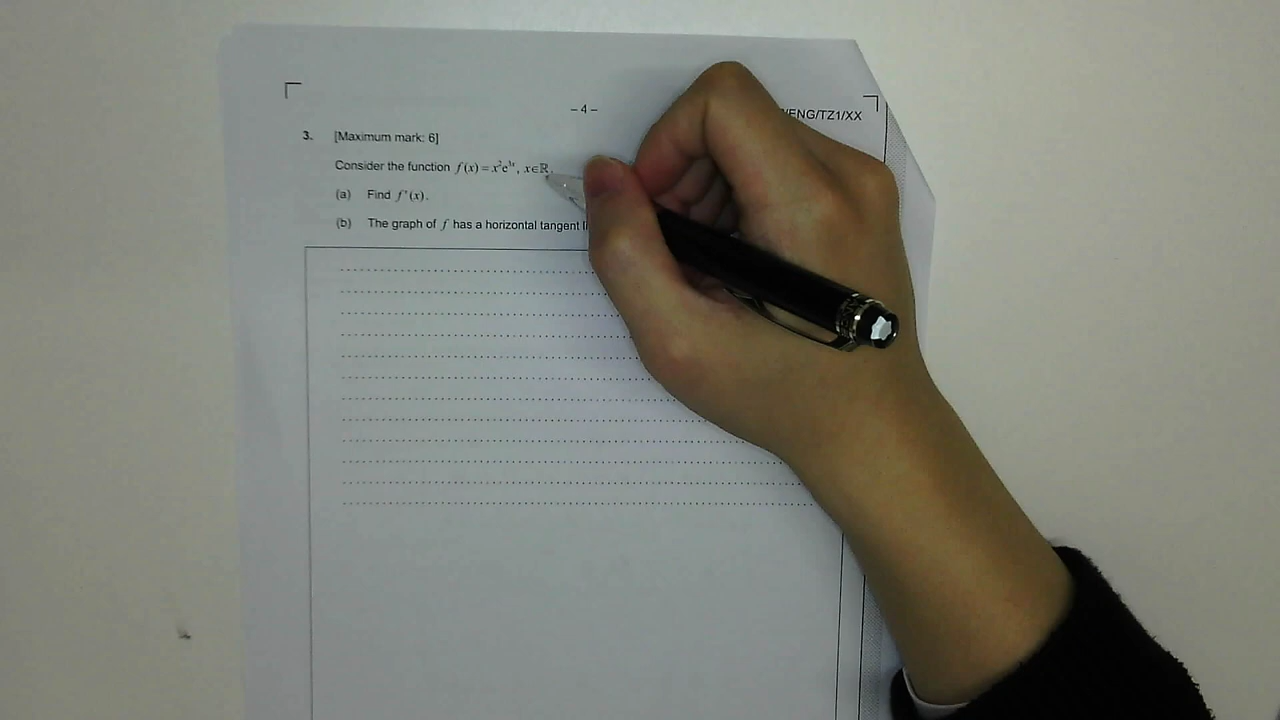 – 4 –
/ENG/TZ1/XX
3. [Maximum mark: 6]
Consider the function f(x) = x²e³ˣ, x∈ℝ.
(a) Find f′(x).
(b) The graph of f has a horizontal tangent